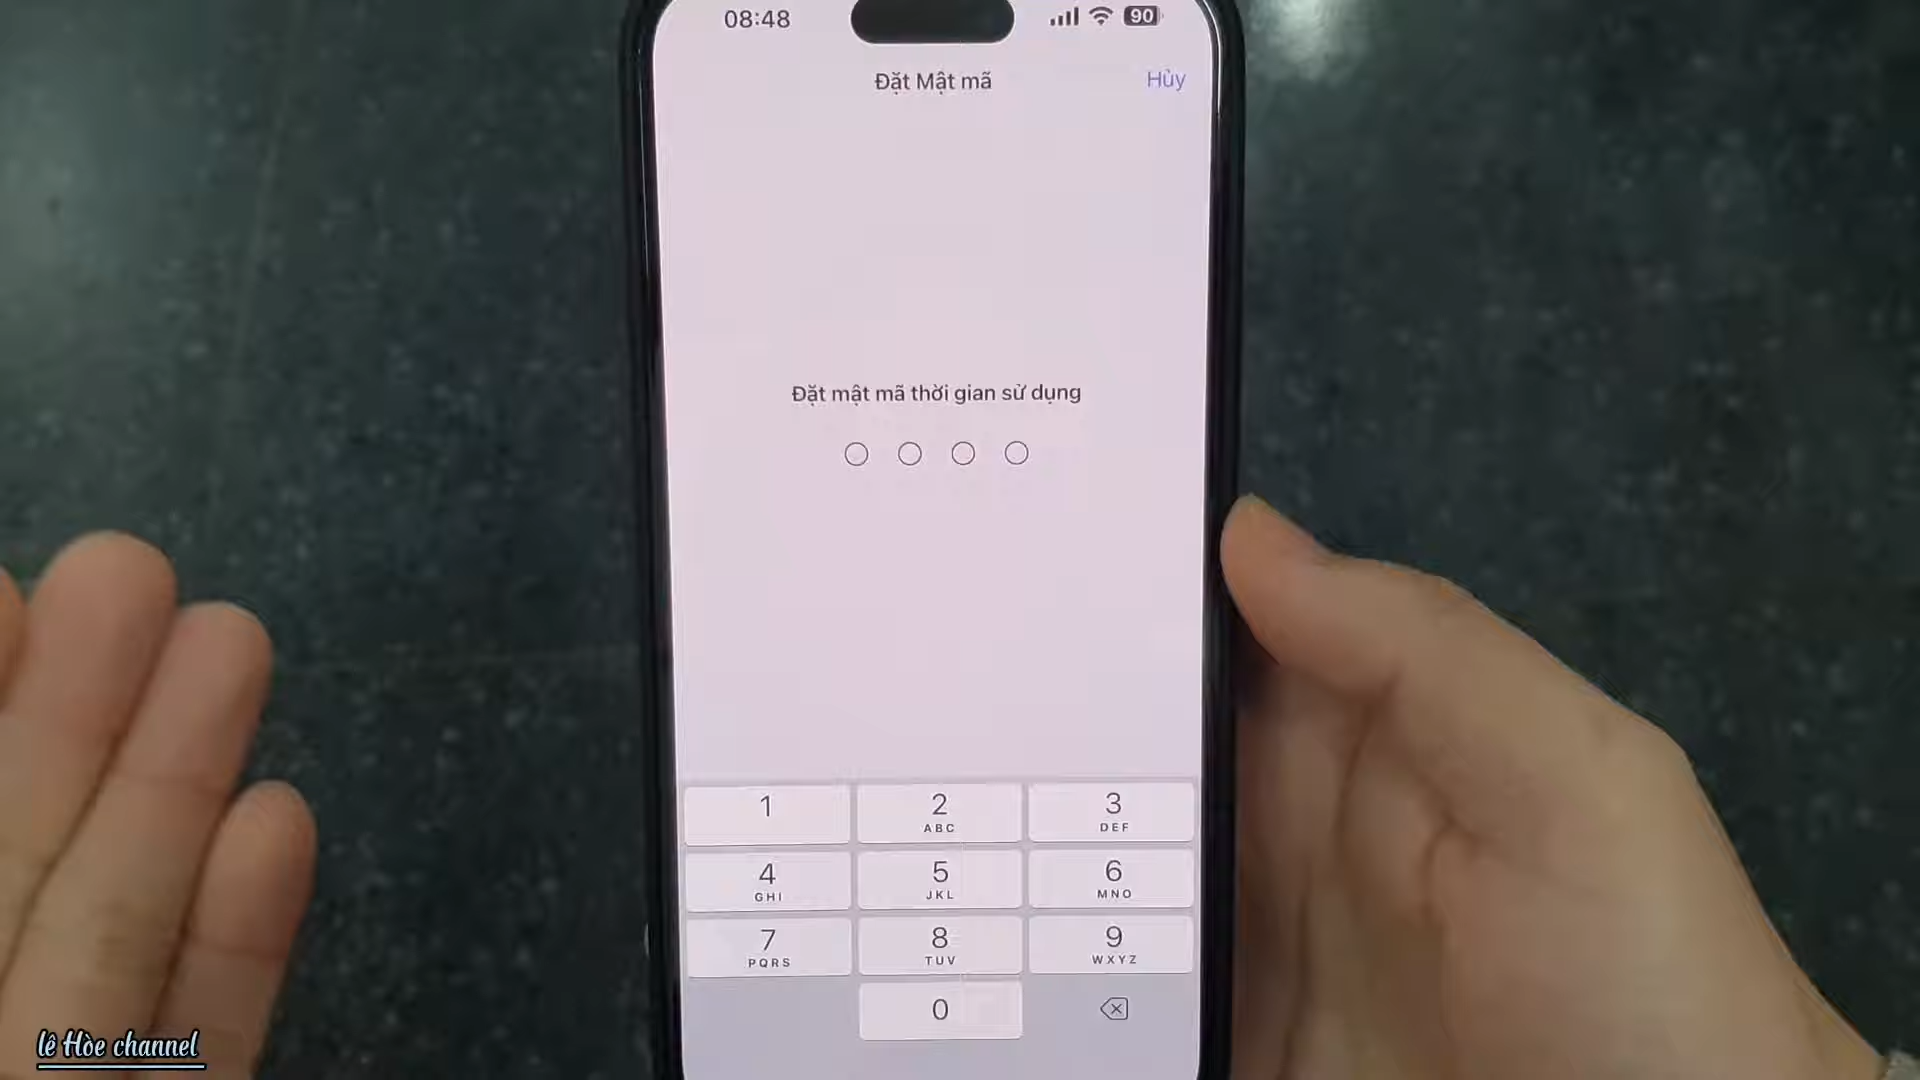 08:48
90
Đặt Mật mã
Hủy
Đặt mật mã thời gian sử dụng
1
2
ABC
3
DEF
4
GHI
5
JKL
6
MNO
7
PQRS
8
TUV
9
WXYZ
0
lê Hòe channel